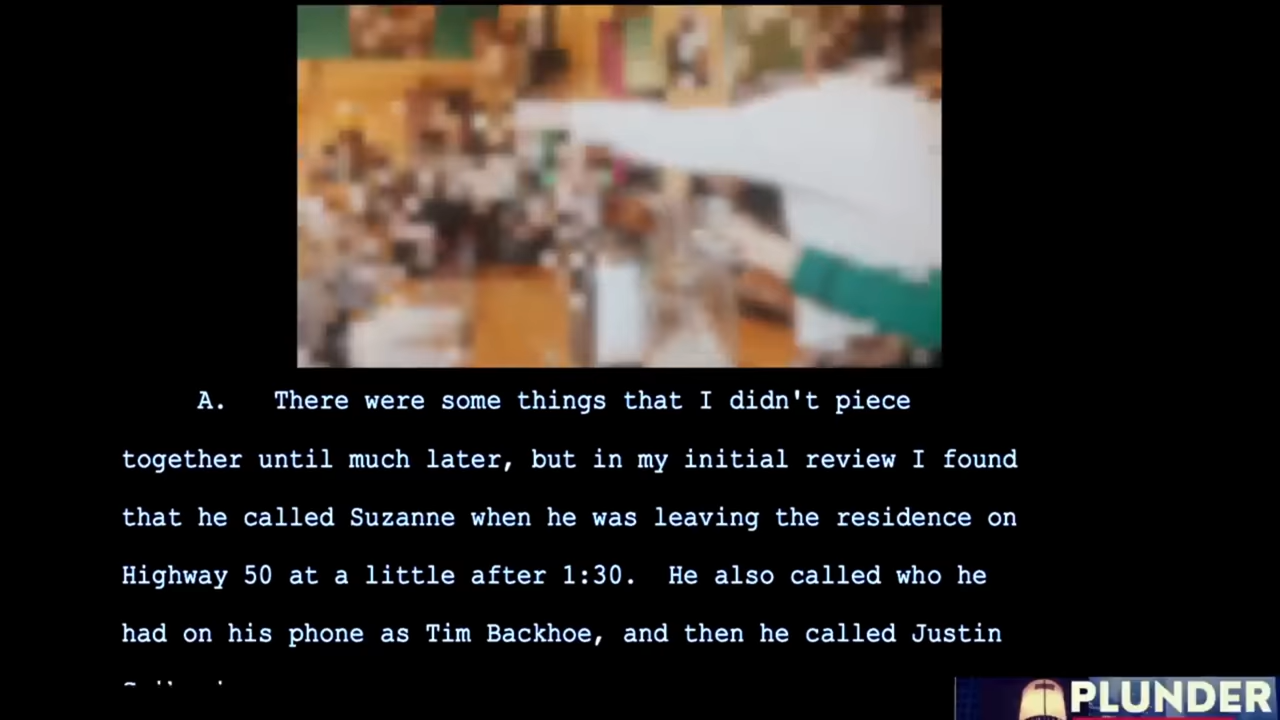 A. There were some things that I didn't piece
together until much later, but in my initial review I found
that he called Suzanne when he was leaving the residence on
Highway 50 at a little after 1:30. He also called who he
had on his phone as Tim Backhoe, and then he called Justin
PLUNDER